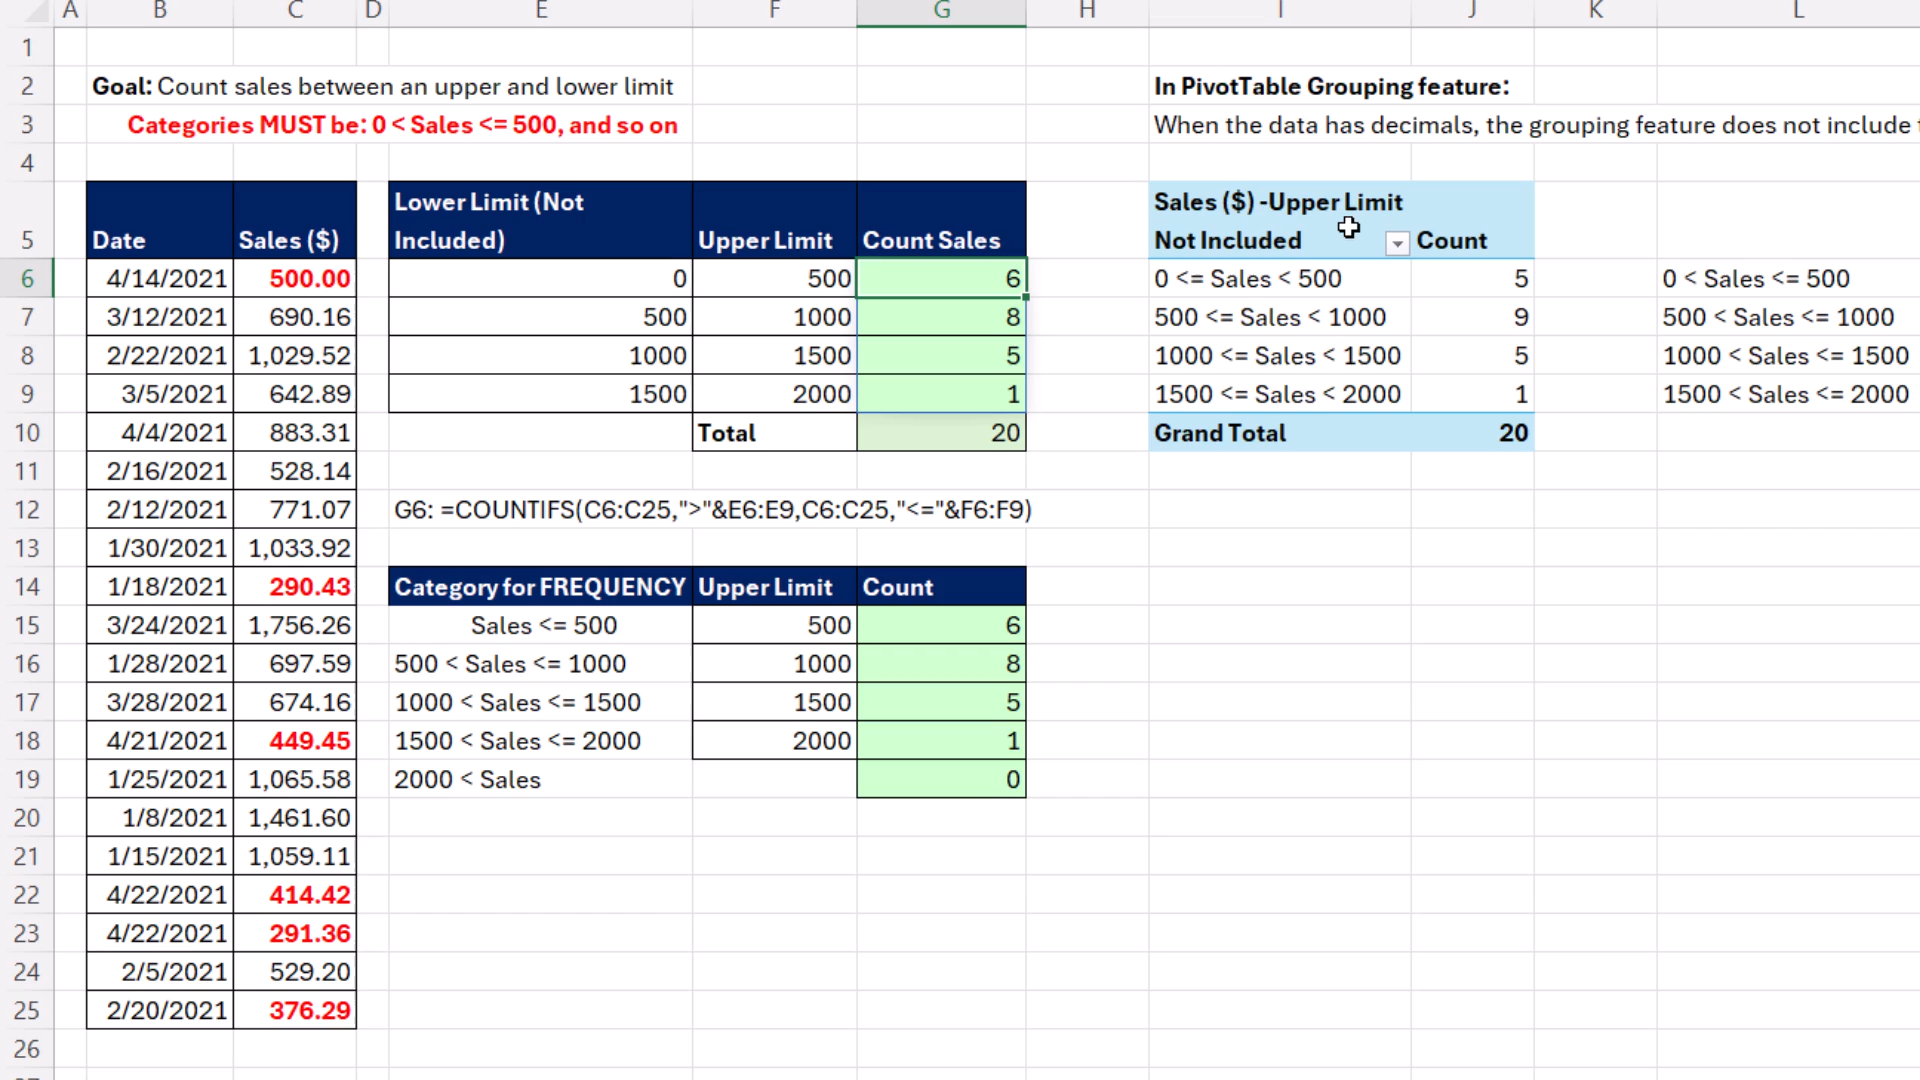 A B C D E F G H I J K L
1
2 Goal: Count sales between an upper and lower limit In PivotTable Grouping feature:
3 Categories MUST be: 0 < Sales <= 500, and so on When the data has decimals, the grouping feature does not include
4
Lower Limit (Not Sales ($) -Upper Limit
5 Date Sales ($) Included) Upper Limit Count Sales Not Included Count
6 4/14/2021 500.00 0 500 6 0 <= Sales < 500 5 0 < Sales <= 500
7 3/12/2021 690.16 500 1000 8 500 <= Sales < 1000 9 500 < Sales <= 1000
8 2/22/2021 1,029.52 1000 1500 5 1000 <= Sales < 1500 5 1000 < Sales <= 1500
9 3/5/2021 642.89 1500 2000 1 1500 <= Sales < 2000 1 1500 < Sales <= 2000
10 4/4/2021 883.31 Total 20 Grand Total 20
11 2/16/2021 528.14
12 2/12/2021 771.07 G6: =COUNTIFS(C6:C25,">"&E6:E9,C6:C25,"<="&F6:F9)
13 1/30/2021 1,033.92
14 1/18/2021 290.43 Category for FREQUENCY Upper Limit Count
15 3/24/2021 1,756.26 Sales <= 500 500 6
16 1/28/2021 697.59 500 < Sales <= 1000 1000 8
17 3/28/2021 674.16 1000 < Sales <= 1500 1500 5
18 4/21/2021 449.45 1500 < Sales <= 2000 2000 1
19 1/25/2021 1,065.58 2000 < Sales 0
20 1/8/2021 1,461.60
21 1/15/2021 1,059.11
22 4/22/2021 414.42
23 4/22/2021 291.36
24 2/5/2021 529.20
25 2/20/2021 376.29
26